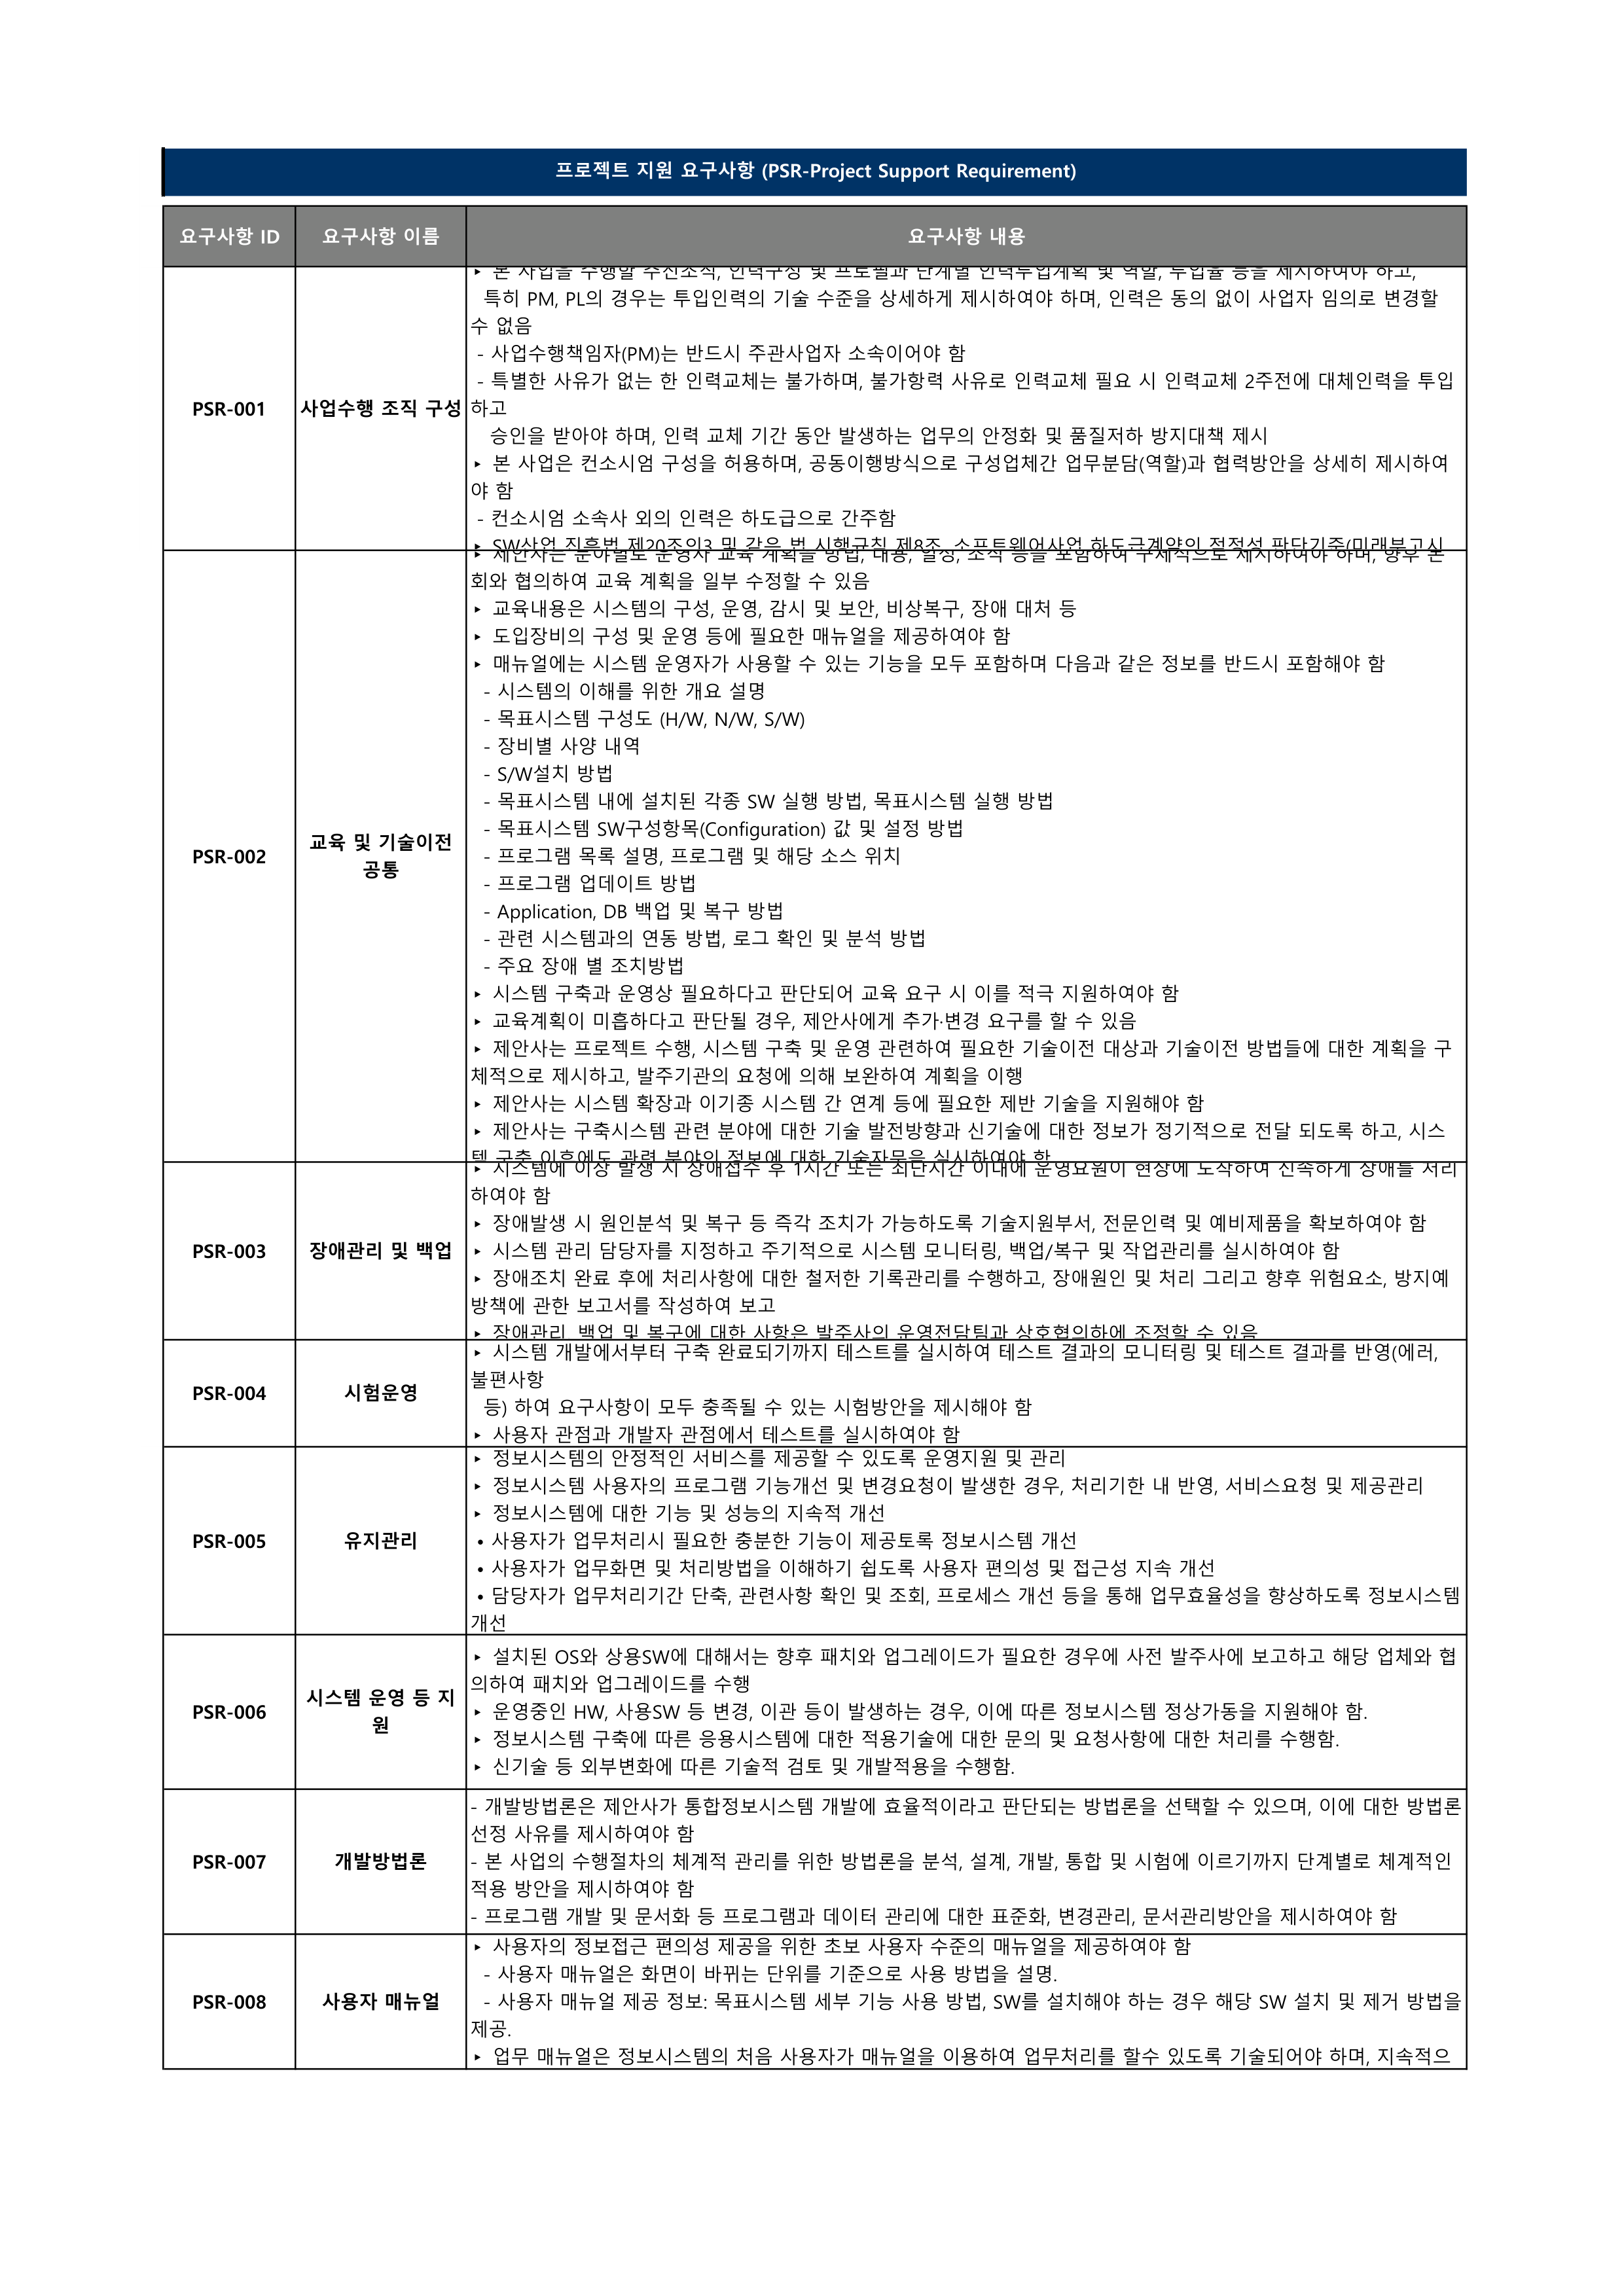 프로젝트 지원 요구사항 (PSR-Project Support Requirement)
요구사항 ID
요구사항 이름
요구사항 내용
PSR-001
사업수행 조직 구성
▸ 본 사업을 수행할 추진조직, 인력구성 및 프로필과 단계별 인력투입계획 및 역할, 투입율 등을 제시하여야 하고,
특히 PM, PL의 경우는 투입인력의 기술 수준을 상세하게 제시하여야 하며, 인력은 동의 없이 사업자 임의로 변경할
수 없음
- 사업수행책임자(PM)는 반드시 주관사업자 소속이어야 함
- 특별한 사유가 없는 한 인력교체는 불가하며, 불가항력 사유로 인력교체 필요 시 인력교체 2주전에 대체인력을 투입
하고
승인을 받아야 하며, 인력 교체 기간 동안 발생하는 업무의 안정화 및 품질저하 방지대책 제시
▸ 본 사업은 컨소시엄 구성을 허용하며, 공동이행방식으로 구성업체간 업무분담(역할)과 협력방안을 상세히 제시하여
야 함
- 컨소시엄 소속사 외의 인력은 하도급으로 간주함
▸ SW산업 진흥법 제20조의3 및 같은 법 시행규칙 제8조, 소프트웨어사업 하도급계약의 적정성 판단기준(미래부고시
PSR-002
교육 및 기술이전
공통
▸ 제안사는 분야별로 운영자 교육 계획을 방법, 내용, 일정, 조직 등을 포함하여 구체적으로 제시하여야 하며, 향후 본
회와 협의하여 교육 계획을 일부 수정할 수 있음
▸ 교육내용은 시스템의 구성, 운영, 감시 및 보안, 비상복구, 장애 대처 등
▸ 도입장비의 구성 및 운영 등에 필요한 매뉴얼을 제공하여야 함
▸ 매뉴얼에는 시스템 운영자가 사용할 수 있는 기능을 모두 포함하며 다음과 같은 정보를 반드시 포함해야 함
- 시스템의 이해를 위한 개요 설명
- 목표시스템 구성도 (H/W, N/W, S/W)
- 장비별 사양 내역
- S/W설치 방법
- 목표시스템 내에 설치된 각종 SW 실행 방법, 목표시스템 실행 방법
- 목표시스템 SW구성항목(Configuration) 값 및 설정 방법
- 프로그램 목록 설명, 프로그램 및 해당 소스 위치
- 프로그램 업데이트 방법
- Application, DB 백업 및 복구 방법
- 관련 시스템과의 연동 방법, 로그 확인 및 분석 방법
- 주요 장애 별 조치방법
▸ 시스템 구축과 운영상 필요하다고 판단되어 교육 요구 시 이를 적극 지원하여야 함
▸ 교육계획이 미흡하다고 판단될 경우, 제안사에게 추가·변경 요구를 할 수 있음
▸ 제안사는 프로젝트 수행, 시스템 구축 및 운영 관련하여 필요한 기술이전 대상과 기술이전 방법들에 대한 계획을 구
체적으로 제시하고, 발주기관의 요청에 의해 보완하여 계획을 이행
▸ 제안사는 시스템 확장과 이기종 시스템 간 연계 등에 필요한 제반 기술을 지원해야 함
▸ 제안사는 구축시스템 관련 분야에 대한 기술 발전방향과 신기술에 대한 정보가 정기적으로 전달 되도록 하고, 시스
템 구축 이후에도 관련 분야의 정보에 대한 기술자문을 실시하여야 함
PSR-003
장애관리 및 백업
▸ 시스템에 이상 발생 시 장애접수 후 1시간 또는 최단시간 이내에 운영요원이 현장에 도착하여 신속하게 장애를 처리
하여야 함
▸ 장애발생 시 원인분석 및 복구 등 즉각 조치가 가능하도록 기술지원부서, 전문인력 및 예비제품을 확보하여야 함
▸ 시스템 관리 담당자를 지정하고 주기적으로 시스템 모니터링, 백업/복구 및 작업관리를 실시하여야 함
▸ 장애조치 완료 후에 처리사항에 대한 철저한 기록관리를 수행하고, 장애원인 및 처리 그리고 향후 위험요소, 방지예
방책에 관한 보고서를 작성하여 보고
▸ 장애관리, 백업 및 복구에 대한 사항은 발주사의 운영전담팀과 상호협의하에 조정할 수 있음
PSR-004
시험운영
▸ 시스템 개발에서부터 구축 완료되기까지 테스트를 실시하여 테스트 결과의 모니터링 및 테스트 결과를 반영(에러,
불편사항
등) 하여 요구사항이 모두 충족될 수 있는 시험방안을 제시해야 함
▸ 사용자 관점과 개발자 관점에서 테스트를 실시하여야 함
PSR-005
유지관리
▸ 정보시스템의 안정적인 서비스를 제공할 수 있도록 운영지원 및 관리
▸ 정보시스템 사용자의 프로그램 기능개선 및 변경요청이 발생한 경우, 처리기한 내 반영, 서비스요청 및 제공관리
▸ 정보시스템에 대한 기능 및 성능의 지속적 개선
• 사용자가 업무처리시 필요한 충분한 기능이 제공토록 정보시스템 개선
• 사용자가 업무화면 및 처리방법을 이해하기 쉽도록 사용자 편의성 및 접근성 지속 개선
• 담당자가 업무처리기간 단축, 관련사항 확인 및 조회, 프로세스 개선 등을 통해 업무효율성을 향상하도록 정보시스템
개선
PSR-006
시스템 운영 등 지
원
▸ 설치된 OS와 상용SW에 대해서는 향후 패치와 업그레이드가 필요한 경우에 사전 발주사에 보고하고 해당 업체와 협
의하여 패치와 업그레이드를 수행
▸ 운영중인 HW, 사용SW 등 변경, 이관 등이 발생하는 경우, 이에 따른 정보시스템 정상가동을 지원해야 함.
▸ 정보시스템 구축에 따른 응용시스템에 대한 적용기술에 대한 문의 및 요청사항에 대한 처리를 수행함.
▸ 신기술 등 외부변화에 따른 기술적 검토 및 개발적용을 수행함.
PSR-007
개발방법론
- 개발방법론은 제안사가 통합정보시스템 개발에 효율적이라고 판단되는 방법론을 선택할 수 있으며, 이에 대한 방법론
선정 사유를 제시하여야 함
- 본 사업의 수행절차의 체계적 관리를 위한 방법론을 분석, 설계, 개발, 통합 및 시험에 이르기까지 단계별로 체계적인
적용 방안을 제시하여야 함
- 프로그램 개발 및 문서화 등 프로그램과 데이터 관리에 대한 표준화, 변경관리, 문서관리방안을 제시하여야 함
PSR-008
사용자 매뉴얼
▸ 사용자의 정보접근 편의성 제공을 위한 초보 사용자 수준의 매뉴얼을 제공하여야 함
- 사용자 매뉴얼은 화면이 바뀌는 단위를 기준으로 사용 방법을 설명.
- 사용자 매뉴얼 제공 정보: 목표시스템 세부 기능 사용 방법, SW를 설치해야 하는 경우 해당 SW 설치 및 제거 방법을
제공.
▸ 업무 매뉴얼은 정보시스템의 처음 사용자가 매뉴얼을 이용하여 업무처리를 할수 있도록 기술되어야 하며, 지속적으